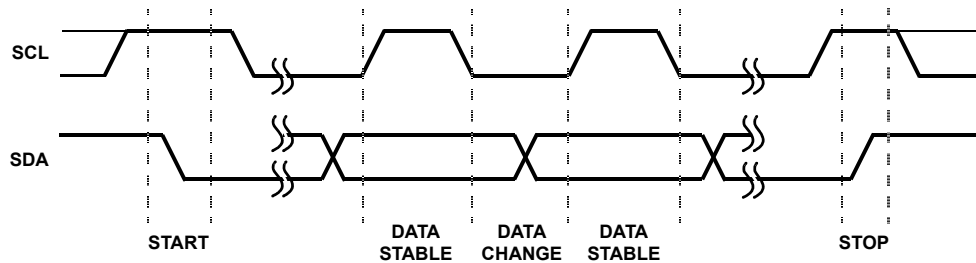 SCL
SDA
START
DATA
STABLE
DATA
CHANGE
DATA
STABLE
STOP